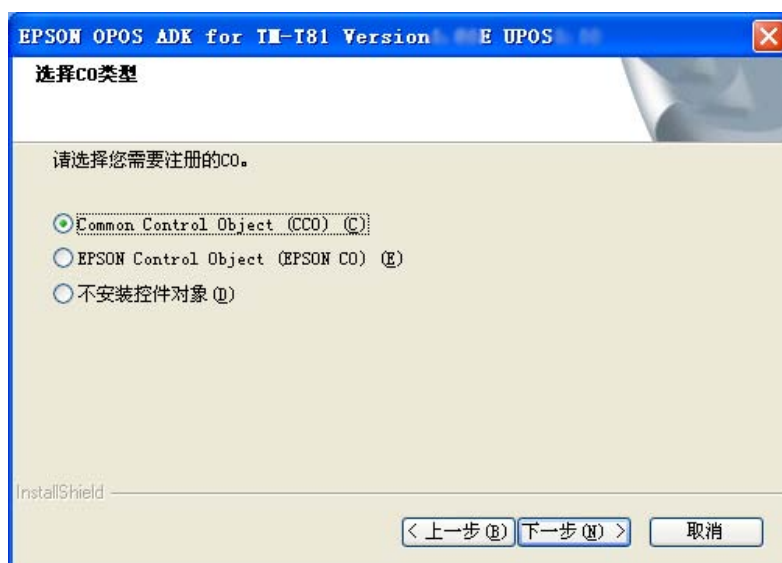 EPSON OPOS ADK for TM-T81 Version E UPOS
选择CO类型
请选择您需要注册的CO。
Common Control Object (CCO) (C)
EPSON Control Object (EPSON CO) (E)
不安装控件对象(D)
InstallShield
< 上一步(B) 下一步(N) > 取消